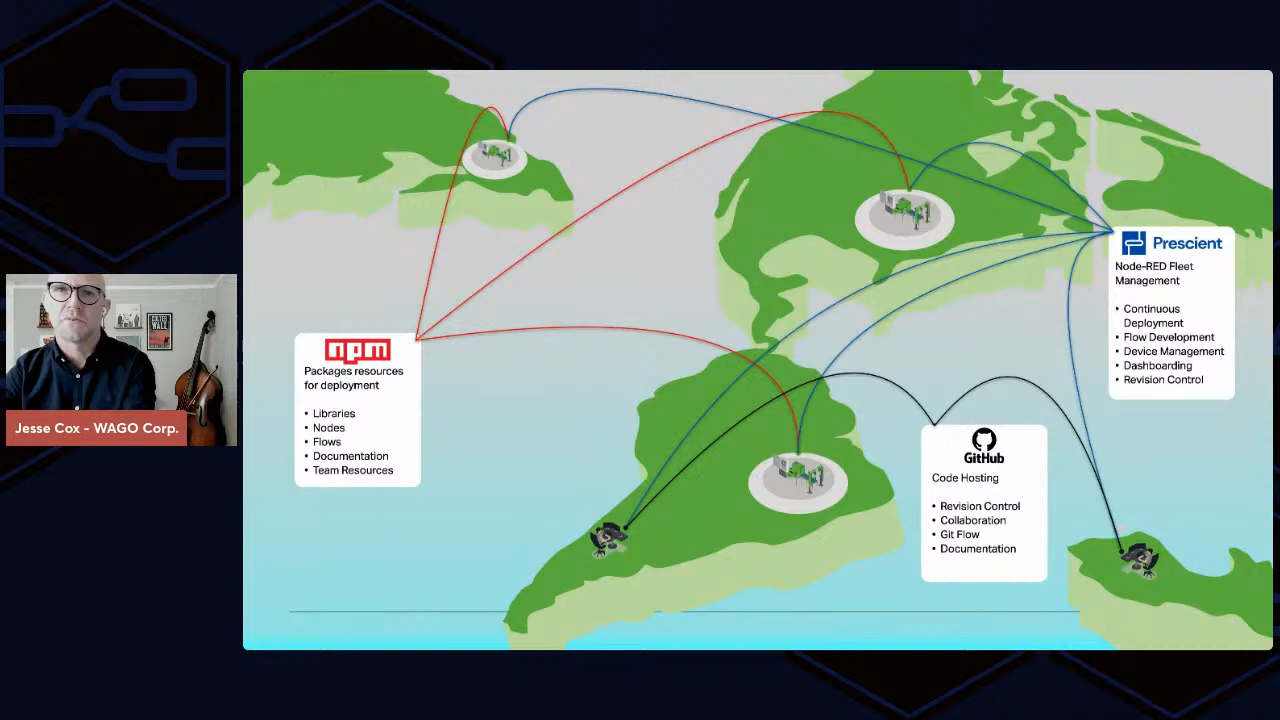 Prescient
Node-RED Fleet
Management
• Continuous
Deployment
• Flow Development
• Device Management
• Dashboarding
• Revision Control
npm
Packages resources
for deployment
• Libraries
• Nodes
• Flows
• Documentation
• Team Resources
GitHub
Code Hosting
• Revision Control
• Collaboration
• Git Flow
• Documentation
Jesse Cox - WAGO Corp.